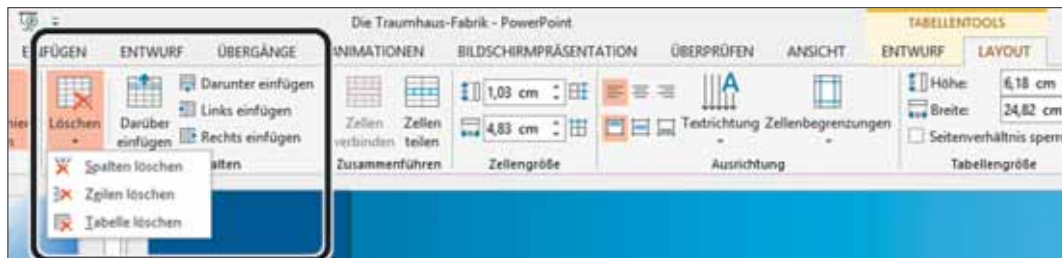 Die Traumhaus-Fabrik - PowerPoint
TABELLENTOOLS
EINFÜGEN ENTWURF ÜBERGÄNGE ANIMATIONEN BILDSCHIRMPRÄSENTATION ÜBERPRÜFEN ANSICHT ENTWURF LAYOUT
Löschen
Darüber
einfügen
Darunter einfügen
Links einfügen
Rechts einfügen
Zellen
verbinden
Zellen
teilen
1,03 cm
4,83 cm
Textrichtung Zellenbegrenzungen
Höhe: 6,18 cm
Breite: 24,82 cm
Seitenverhältnis sperr
alten Zusammenführen Zellengröße Ausrichtung Tabellengröße
Spalten löschen
Zeilen löschen
Tabelle löschen